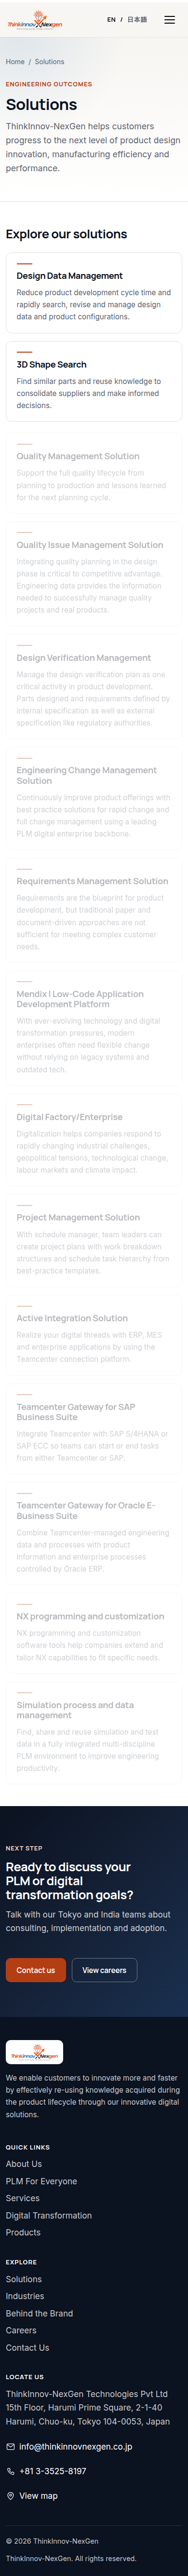 ThinkInnov-Nexgen
EN / 日本語
Home / Solutions
ENGINEERING OUTCOMES
Solutions
ThinkInnov-NexGen helps customers
progress to the next level of product design
innovation, manufacturing efficiency and
performance.
Explore our solutions
Design Data Management
Reduce product development cycle time and
rapidly search, revise and manage design
data and product configurations.
3D Shape Search
Find similar parts and reuse knowledge to
consolidate suppliers and make informed
decisions.
Quality Management Solution
Support the full quality lifecycle from
planning to production and lessons learned
for the next planning cycle.
Quality Issue Management Solution
Integrating quality planning in the design
phase is critical to competitive advantage.
Engineering data provides the information
needed to successfully manage quality
projects and real products.
Design Verification Management
Manage the design verification plan as one
critical activity in product development.
Parts designed and requirements defined by
internal specification as well as external
specification like regulatory authorities.
Engineering Change Management
Solution
Continuously improve product offerings with
best practice solutions for rapid change and
full change management using a leading
PLM digital enterprise backbone.
Requirements Management Solution
Requirements are the blueprint for product
development, but traditional paper and
document-driven approaches are not
sufficient for meeting complex customer
needs.
Mendix | Low-Code Application
Development Platform
With ever-evolving technology and digital
transformation pressures, modern
enterprises often need flexible change
without relying on legacy systems and
outdated tech.
Digital Factory/Enterprise
Digitalization helps companies respond to
rapidly changing industrial challenges,
geopolitical tensions, technological change,
labour markets and climate impact.
Project Management Solution
With schedule manager, team leaders can
create project plans with work breakdown
structures and schedule task hierarchy from
best-practice templates.
Active Integration Solution
Realize your digital threads with ERP, MES
and enterprise applications by using the
Teamcenter connection platform.
Teamcenter Gateway for SAP
Business Suite
Integrate Teamcenter with SAP S/4HANA or
SAP ECC so teams can start or end tasks
from either Teamcenter or SAP.
Teamcenter Gateway for Oracle E-
Business Suite
Combine Teamcenter-managed engineering
data and processes with product
information and enterprise processes
controlled by Oracle ERP.
NX programming and customization
NX programming and customization
software tools help companies extend and
tailor NX capabilities to fit specific needs.
Simulation process and data
management
Find, share and reuse simulation and test
data in a fully integrated multi-discipline
PLM environment to improve engineering
productivity.
NEXT STEP
Ready to discuss your
PLM or digital
transformation goals?
Talk with our Tokyo and India teams about
consulting, implementation and adoption.
Contact us
View careers
ThinkInnov-Nexgen
We enable customers to innovate more and faster
by effectively re-using knowledge acquired during
the product lifecycle through our innovative digital
solutions.
QUICK LINKS
About Us
PLM For Everyone
Services
Digital Transformation
Products
EXPLORE
Solutions
Industries
Behind the Brand
Careers
Contact Us
LOCATE US
ThinkInnov-NexGen Technologies Pvt Ltd
15th Floor, Harumi Prime Square, 2-1-40
Harumi, Chuo-ku, Tokyo 104-0053, Japan
info@thinkinnovnexgen.co.jp
+81 3-3525-8197
View map
© 2026 ThinkInnov-NexGen
ThinkInnov-NexGen. All rights reserved.